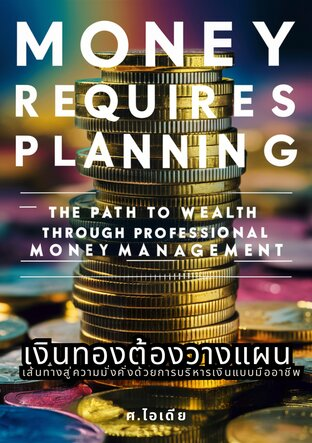 MONEY
REQUIRES
PLANNING
THE PATH TO WEALTH
THROUGH PROFESSIONAL
MONEY MANAGEMENT
เงินทองต้องวางแผน
เส้นทางสู่ความมั่งคั่งด้วยการบริหารเงินแบบมืออาชีพ
ศ.ไอเดีย